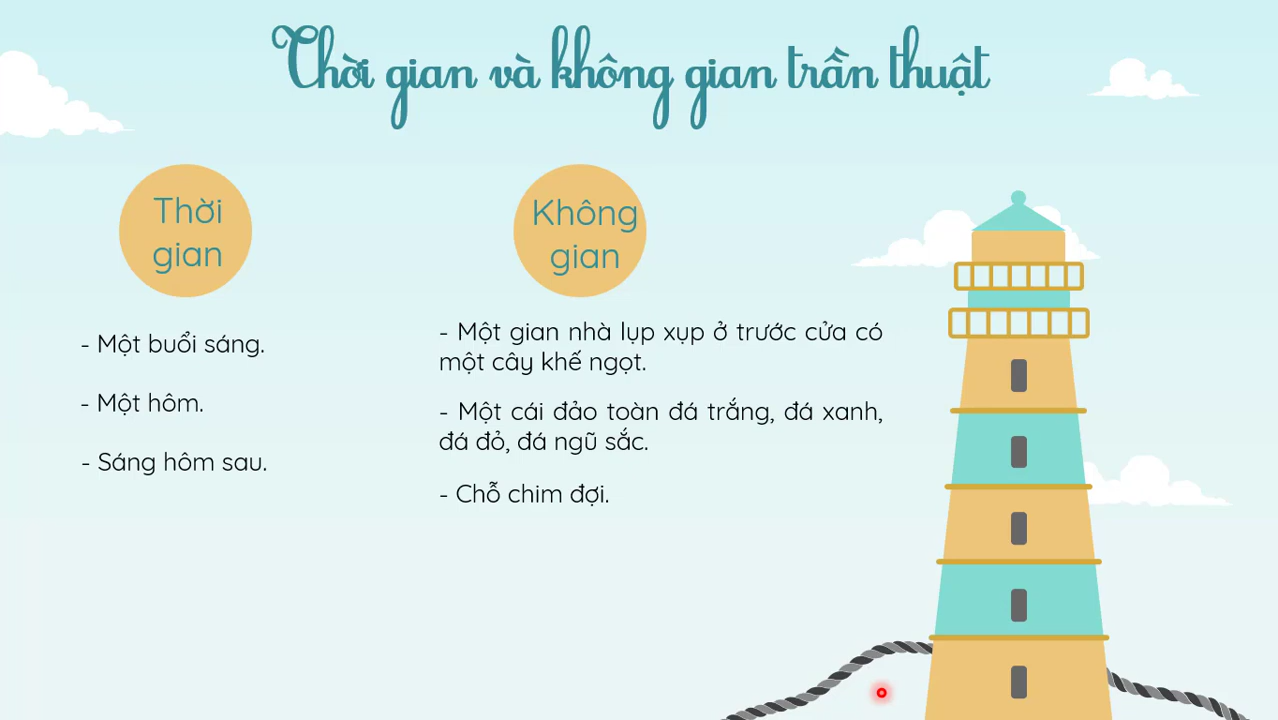 Thời gian và không gian trần thuật
Thời
gian
- Một buổi sáng.
- Một hôm.
- Sáng hôm sau.
Không
gian
- Một gian nhà lụp xụp ở trước cửa có
một cây khế ngọt.
- Một cái đảo toàn đá trắng, đá xanh,
đá đỏ, đá ngũ sắc.
- Chỗ chim đợi.